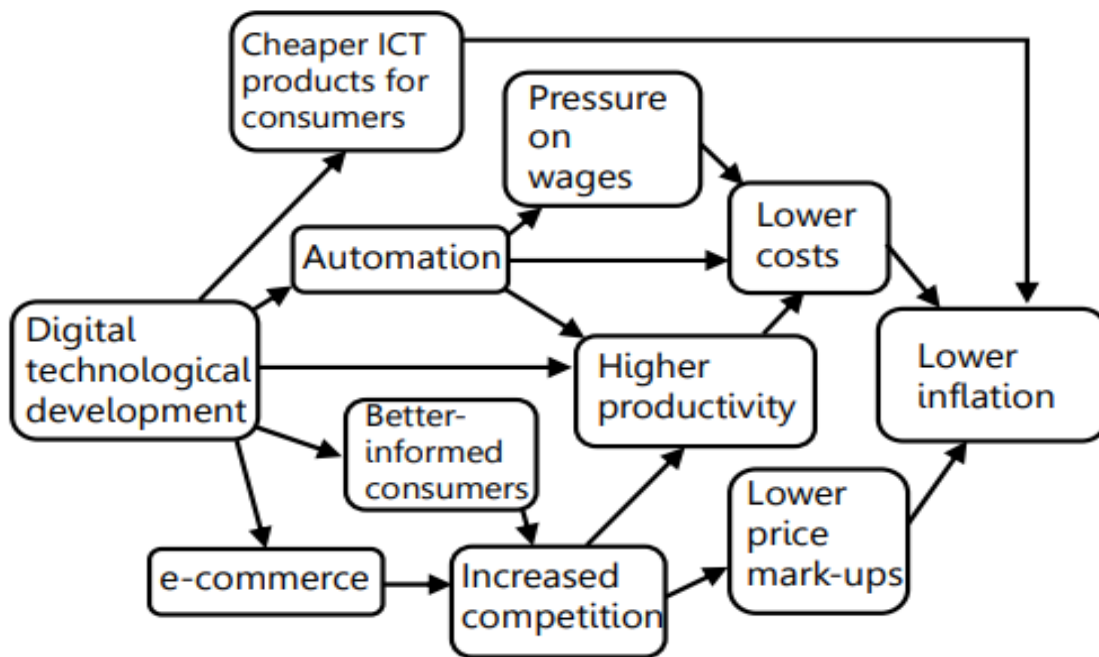 Cheaper ICT
products for
consumers
Pressure
on
wages
Lower
costs
Automation
Digital
technological
development
Higher
productivity
Lower
inflation
Better-
informed
consumers
Lower
price
mark-ups
e-commerce
Increased
competition